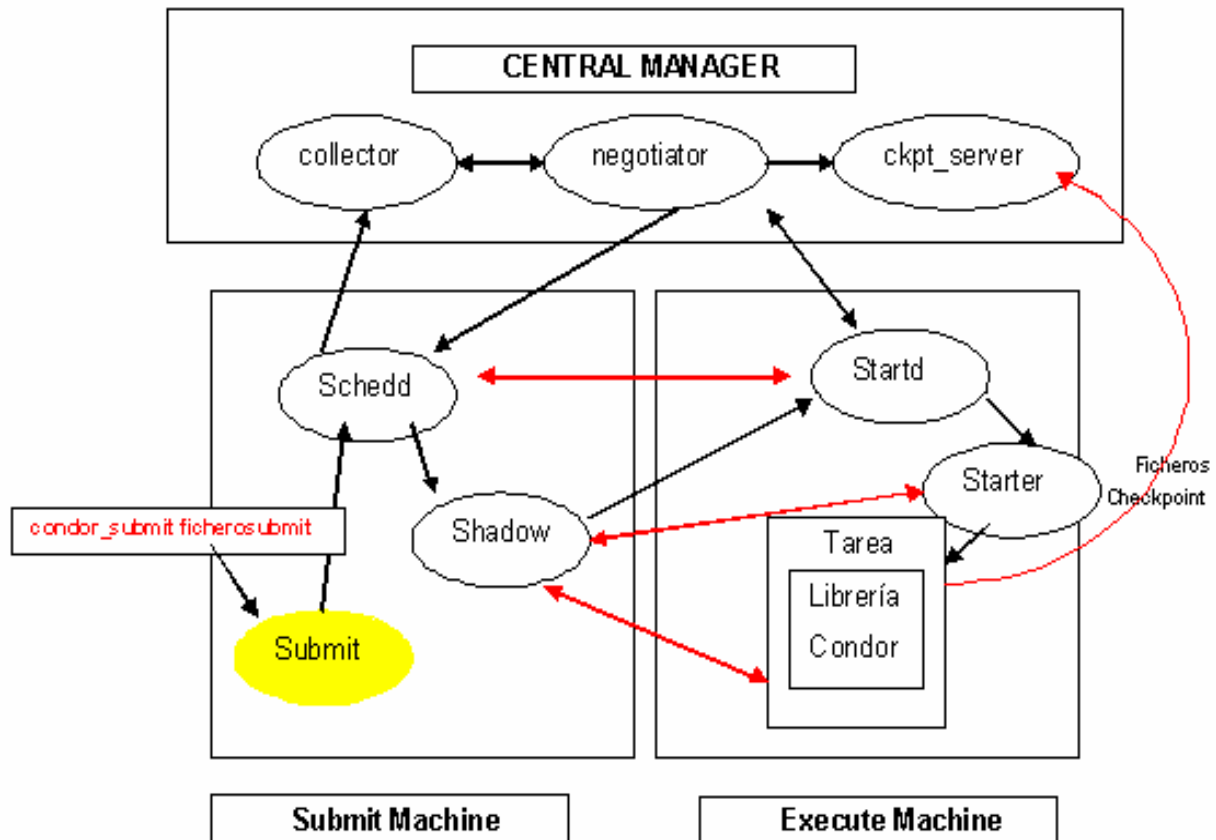 CENTRAL MANAGER
collector
negotiator
ckpt_server
Schedd
Startd
Starter
Ficheros
Checkpoint
condor_submit ficherosubmit
Shadow
Tarea
Librería
Condor
Submit
Submit Machine
Execute Machine